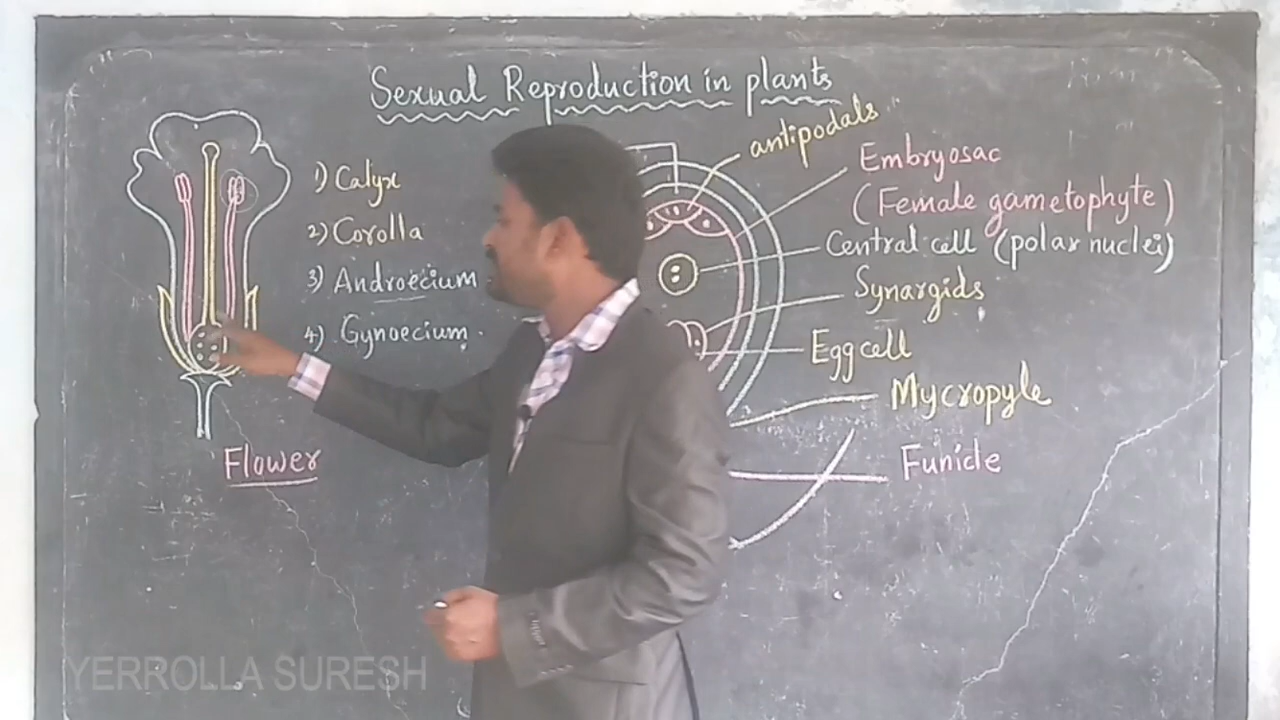 Sexual Reproduction in plants
1) Calyx
2) Corolla
3) Androecium
4) Gynoecium.
Flower
antipodals
Embryosac
(Female gametophyte)
Central cell (polar nuclei)
Synargids
Egg cell
Mycropyle
Funicle
YERROLLA SURESH